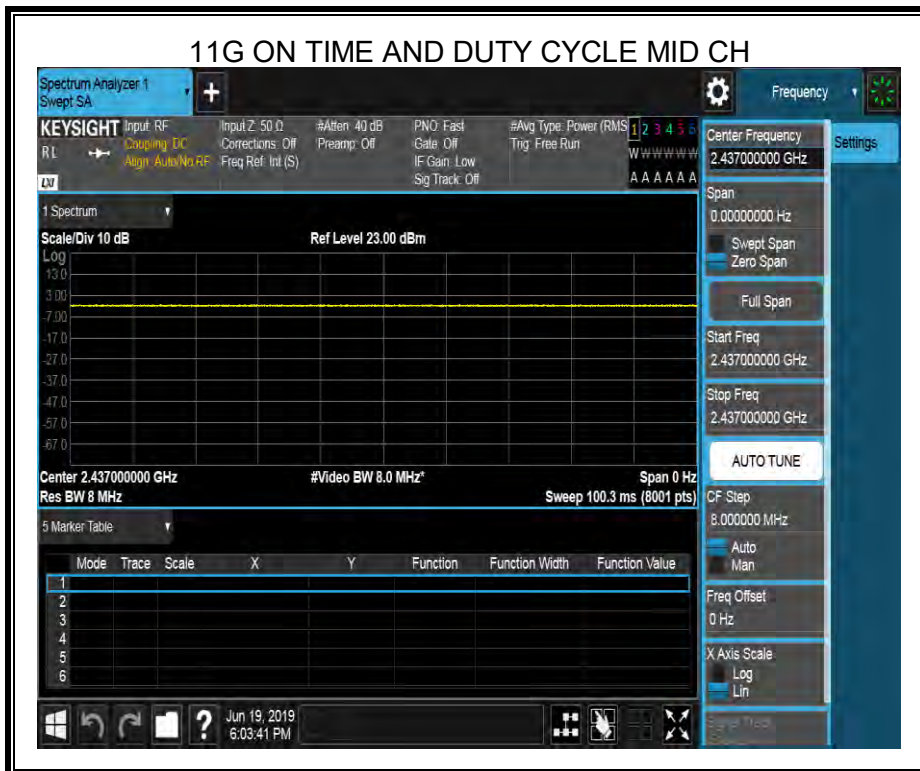 11G ON TIME AND DUTY CYCLE MID CH
Spectrum Analyzer 1
Swept SA
+
Frequency
KEYSIGHT
RL
LXI
Input: RF
Coupling: DC
Align: Auto/No RF
Input Z: 50 Ω
Corrections: Off
Freq Ref: Int (S)
#Atten: 40 dB
Preamp: Off
PNO: Fast
Gate: Off
IF Gain: Low
Sig Track: Off
#Avg Type: Power (RMS
Trig: Free Run
1 2 3 4 5 6
W W W W W W
A A A A A A
1 Spectrum
Scale/Div 10 dB
Ref Level 23.00 dBm
Log
13.0
3.00
-7.00
-17.0
-27.0
-37.0
-47.0
-57.0
-67.0
Center 2.437000000 GHz
#Video BW 8.0 MHz*
Span 0 Hz
Res BW 8 MHz
Sweep 100.3 ms (8001 pts)
5 Marker Table
Mode Trace Scale X Y Function Function Width Function Value
1
2
3
4
5
6
?
Jun 19, 2019
6:03:41 PM
Center Frequency
2.437000000 GHz
Settings
Span
0.00000000 Hz
Swept Span
Zero Span
Full Span
Start Freq
2.437000000 GHz
Stop Freq
2.437000000 GHz
AUTO TUNE
CF Step
8.000000 MHz
Auto
Man
Freq Offset
0 Hz
X Axis Scale
Log
Lin